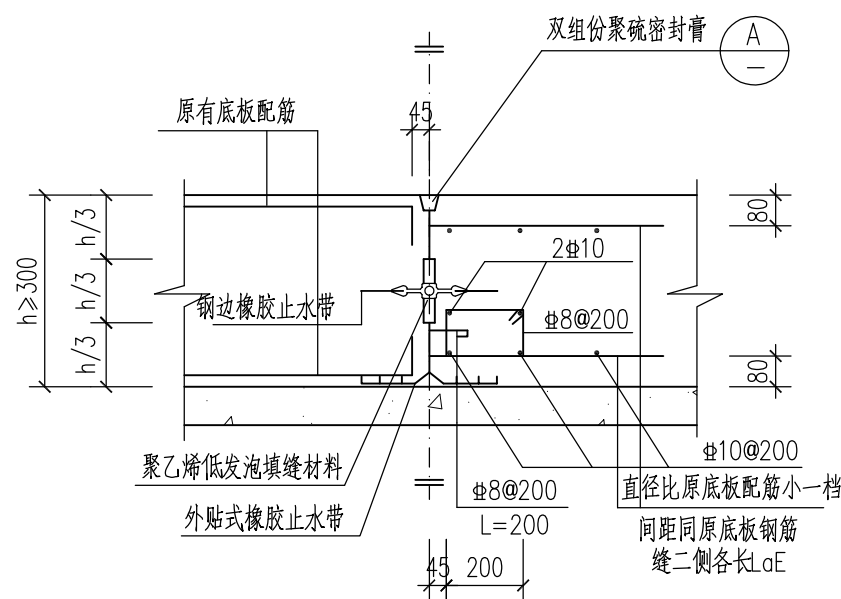 双组份聚硫密封膏
A
—
45
原有底板配筋
h/3
h/3
h/3
h≥300
80
80
2⌽10
钢边橡胶止水带
⌽8@200
聚乙烯低发泡填缝材料
外贴式橡胶止水带
⌽8@200
L=200
⌽10@200
直径比原底板配筋小一档
间距同原底板钢筋
缝二侧各长LaE
45
200